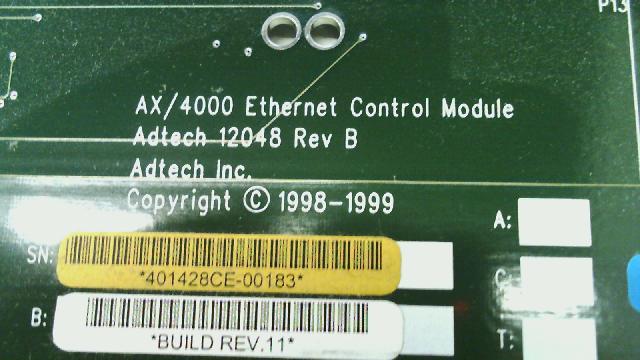 P13
AX/4000 Ethernet Control Module
Adtech 12048 Rev B
Adtech Inc.
Copyright © 1998-1999
A:
SN:
*401428CE-00183*
C:
B:
*BUILD REV.11*
T: